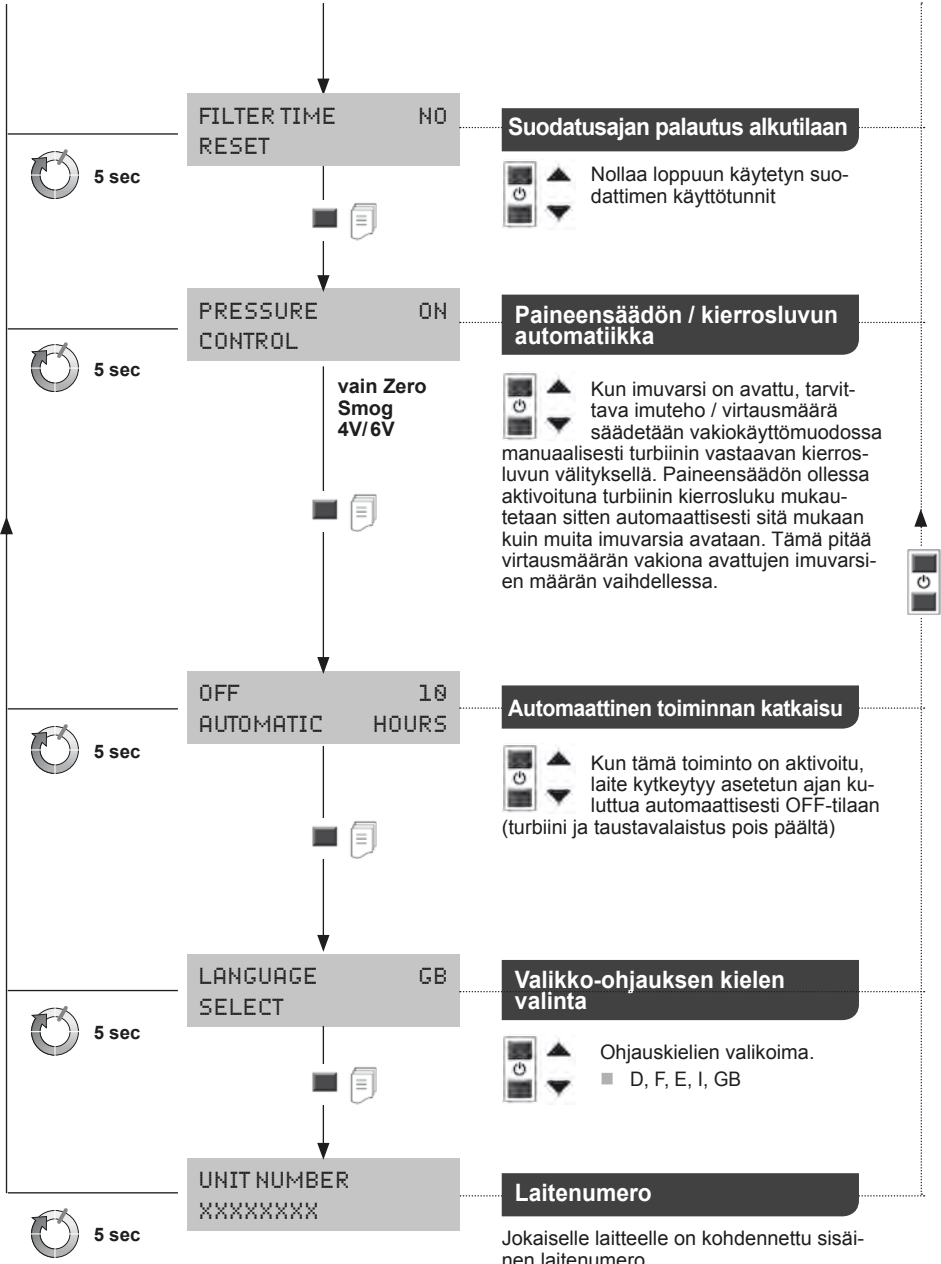 FILTER TIME NO
RESET
Suodatusajan palautus alkutilaan
5 sec
Nollaa loppuun käytetyn suo-
dattimen käyttötunnit
PRESSURE ON
CONTROL
Paineensäädön / kierrosluvun
automatiikka
5 sec
vain Zero
Smog
4V/6V
Kun imuvarsi on avattu, tarvit-
tava imuteho / virtausmäärä
säädetään vakiokäyttömuodossa
manuaalisesti turbiinin vastaavan kierros-
luvun välityksellä. Paineensäädön ollessa
aktivoituna turbiinin kierrosluku mukau-
tetaan sitten automaattisesti sitä mukaan
kuin muita imuvarsia avataan. Tämä pitää
virtausmäärän vakiona avattujen imuvarsi-
en määrän vaihdellessa.
OFF 10
AUTOMATIC HOURS
Automaattinen toiminnan katkaisu
5 sec
Kun tämä toiminto on aktivoitu,
laite kytkeytyy asetetun ajan ku-
luttua automaattisesti OFF-tilaan
(turbiini ja taustavalaistus pois päältä)
LANGUAGE GB
SELECT
Valikko-ohjauksen kielen
valinta
5 sec
Ohjauskielien valikoima.
D, F, E, I, GB
UNIT NUMBER
XXXXXXXX
Laitenumero
5 sec
Jokaiselle laitteelle on kohdennettu sisäi-
nen laitenumero